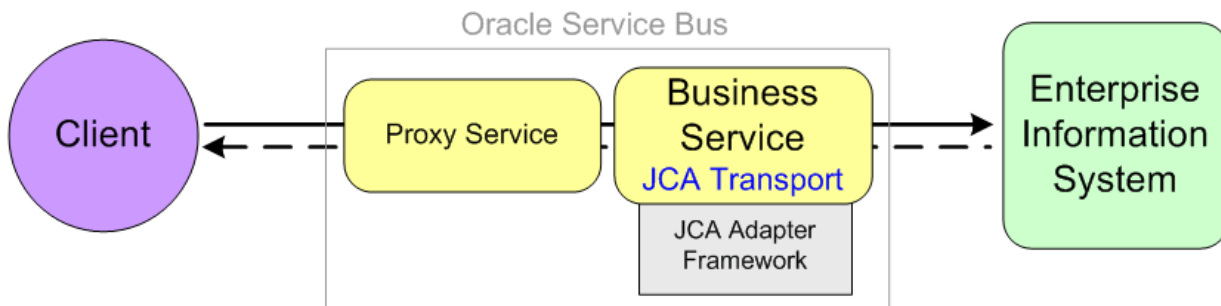 Oracle Service Bus
Client
Proxy Service
Business
Service
JCA Transport
JCA Adapter
Framework
Enterprise
Information
System